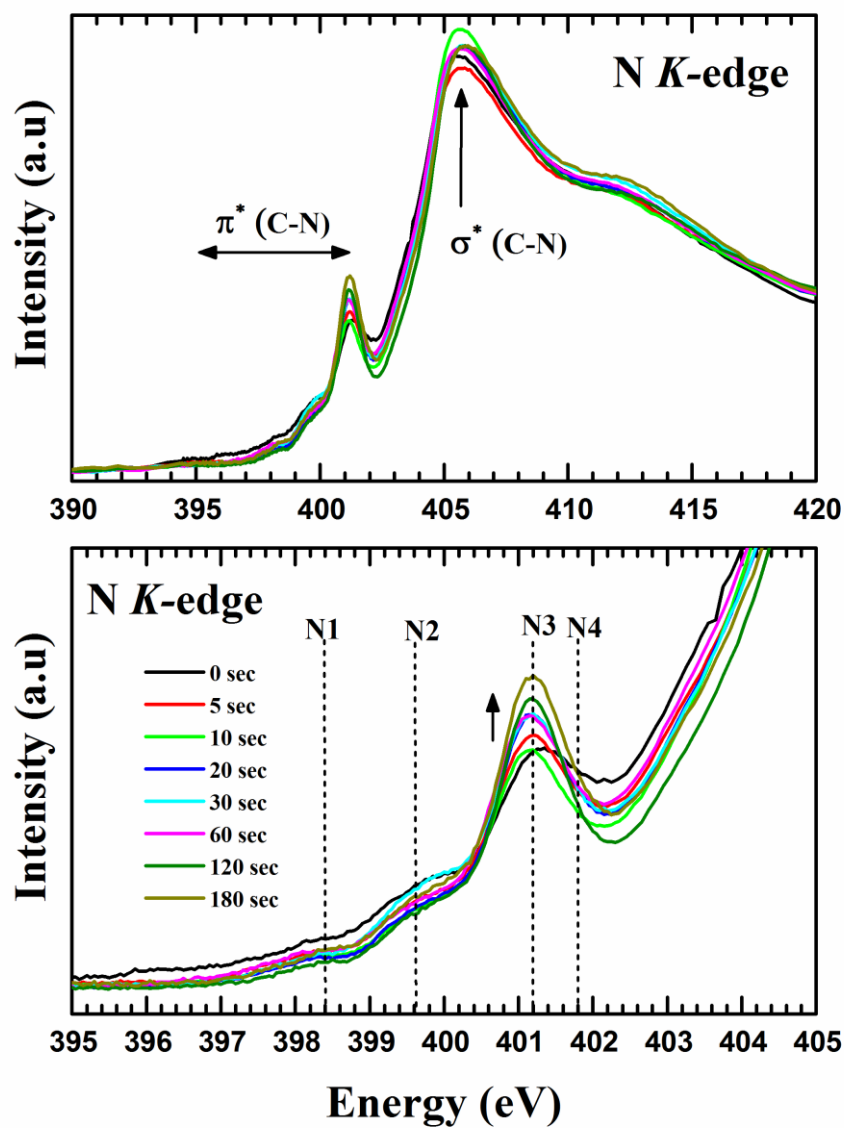 N K-edge
π* (C-N)
σ* (C-N)
Intensity (a.u)
390 395 400 405 410 415 420
N K-edge
N1 N2 N3 N4
0 sec
5 sec
10 sec
20 sec
30 sec
60 sec
120 sec
180 sec
Intensity (a.u)
395 396 397 398 399 400 401 402 403 404 405
Energy (eV)